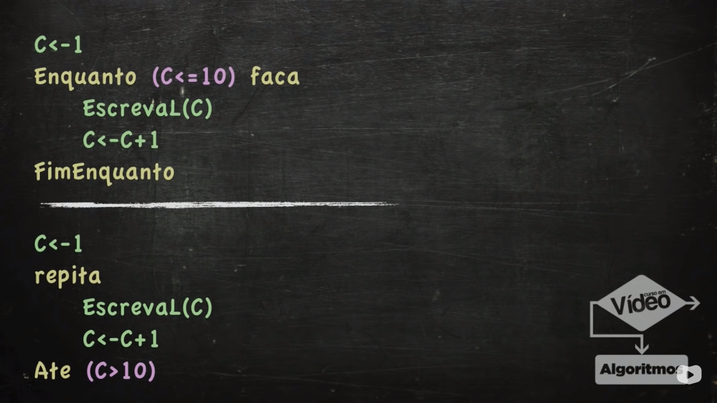 C<-1
Enquanto (C<=10) faca
EscrevaL(C)
C<-C+1
FimEnquanto
C<-1
repita
EscrevaL(C)
C<-C+1
Ate (C>10)
curso em
Vídeo
Algoritmos